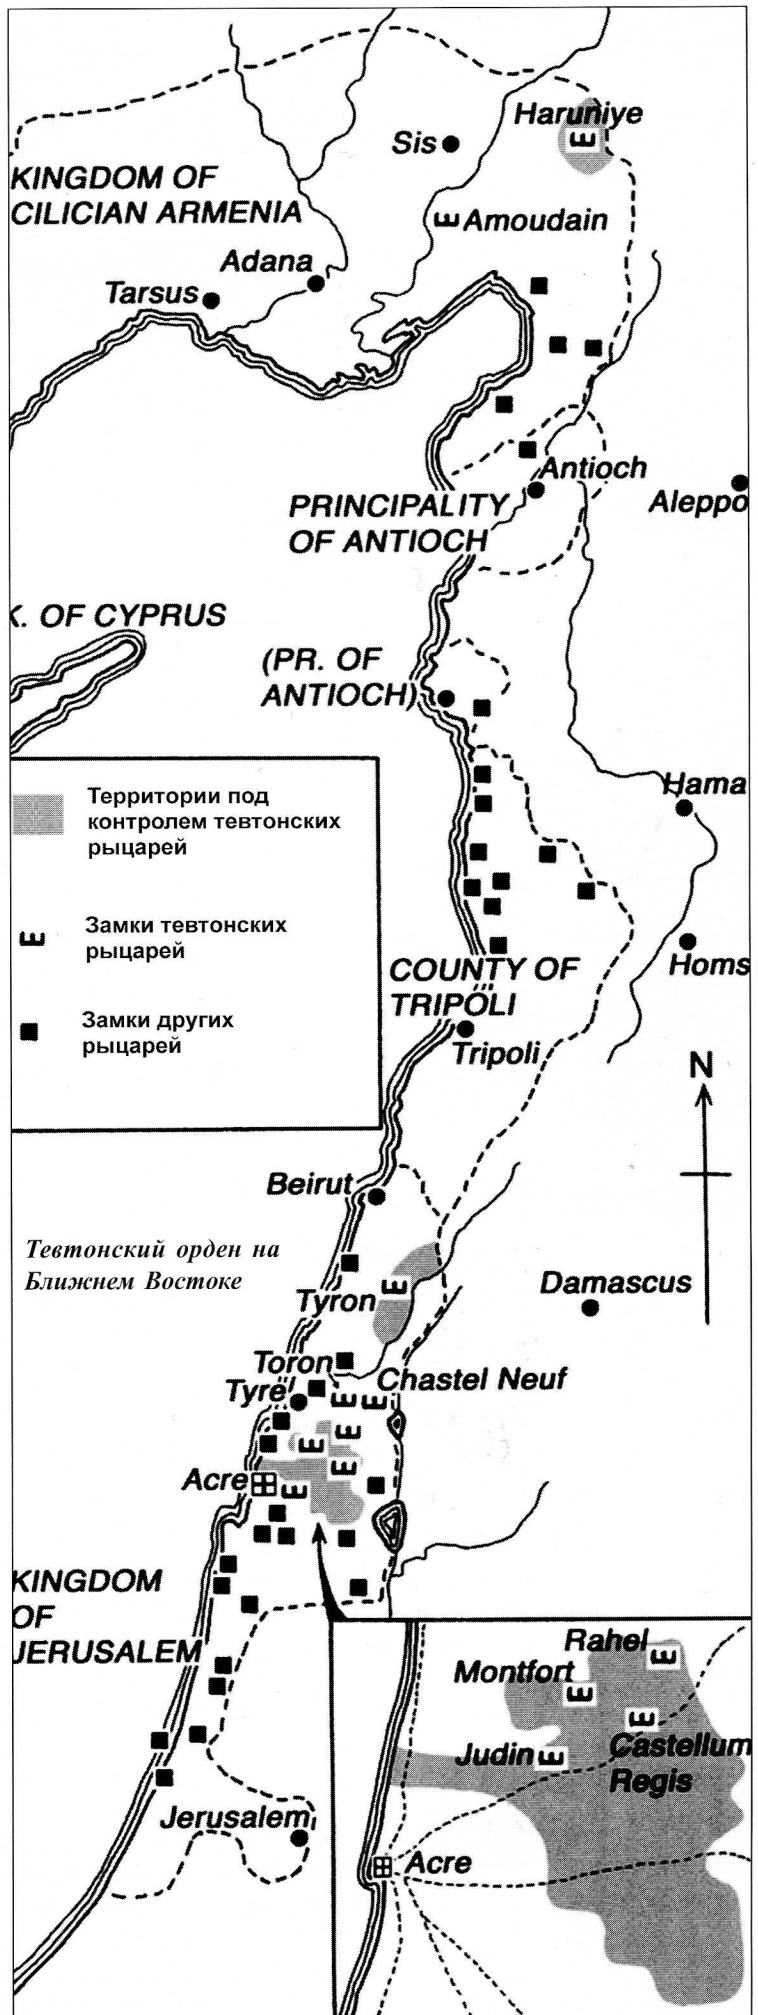 Haruniye
Sis
KINGDOM OF
CILICIAN ARMENIA
Amoudain
Adana
Tarsus
Antioch
PRINCIPALITY
OF ANTIOCH
Aleppo
K. OF CYPRUS
(PR. OF
ANTIOCH)
Территории под
контролем тевтонских
рыцарей
Замки тевтонских
рыцарей
Замки других
рыцарей
Hama
Homs
COUNTY OF
TRIPOLI
Tripoli
N
Beirut
Тевтонский орден на
Ближнем Востоке
Tyron
Damascus
Toron
Chastel Neuf
Tyre
Acre
KINGDOM
OF
JERUSALEM
Jerusalem
Rahel
Montfort
Judin
Castellum
Regis
Acre